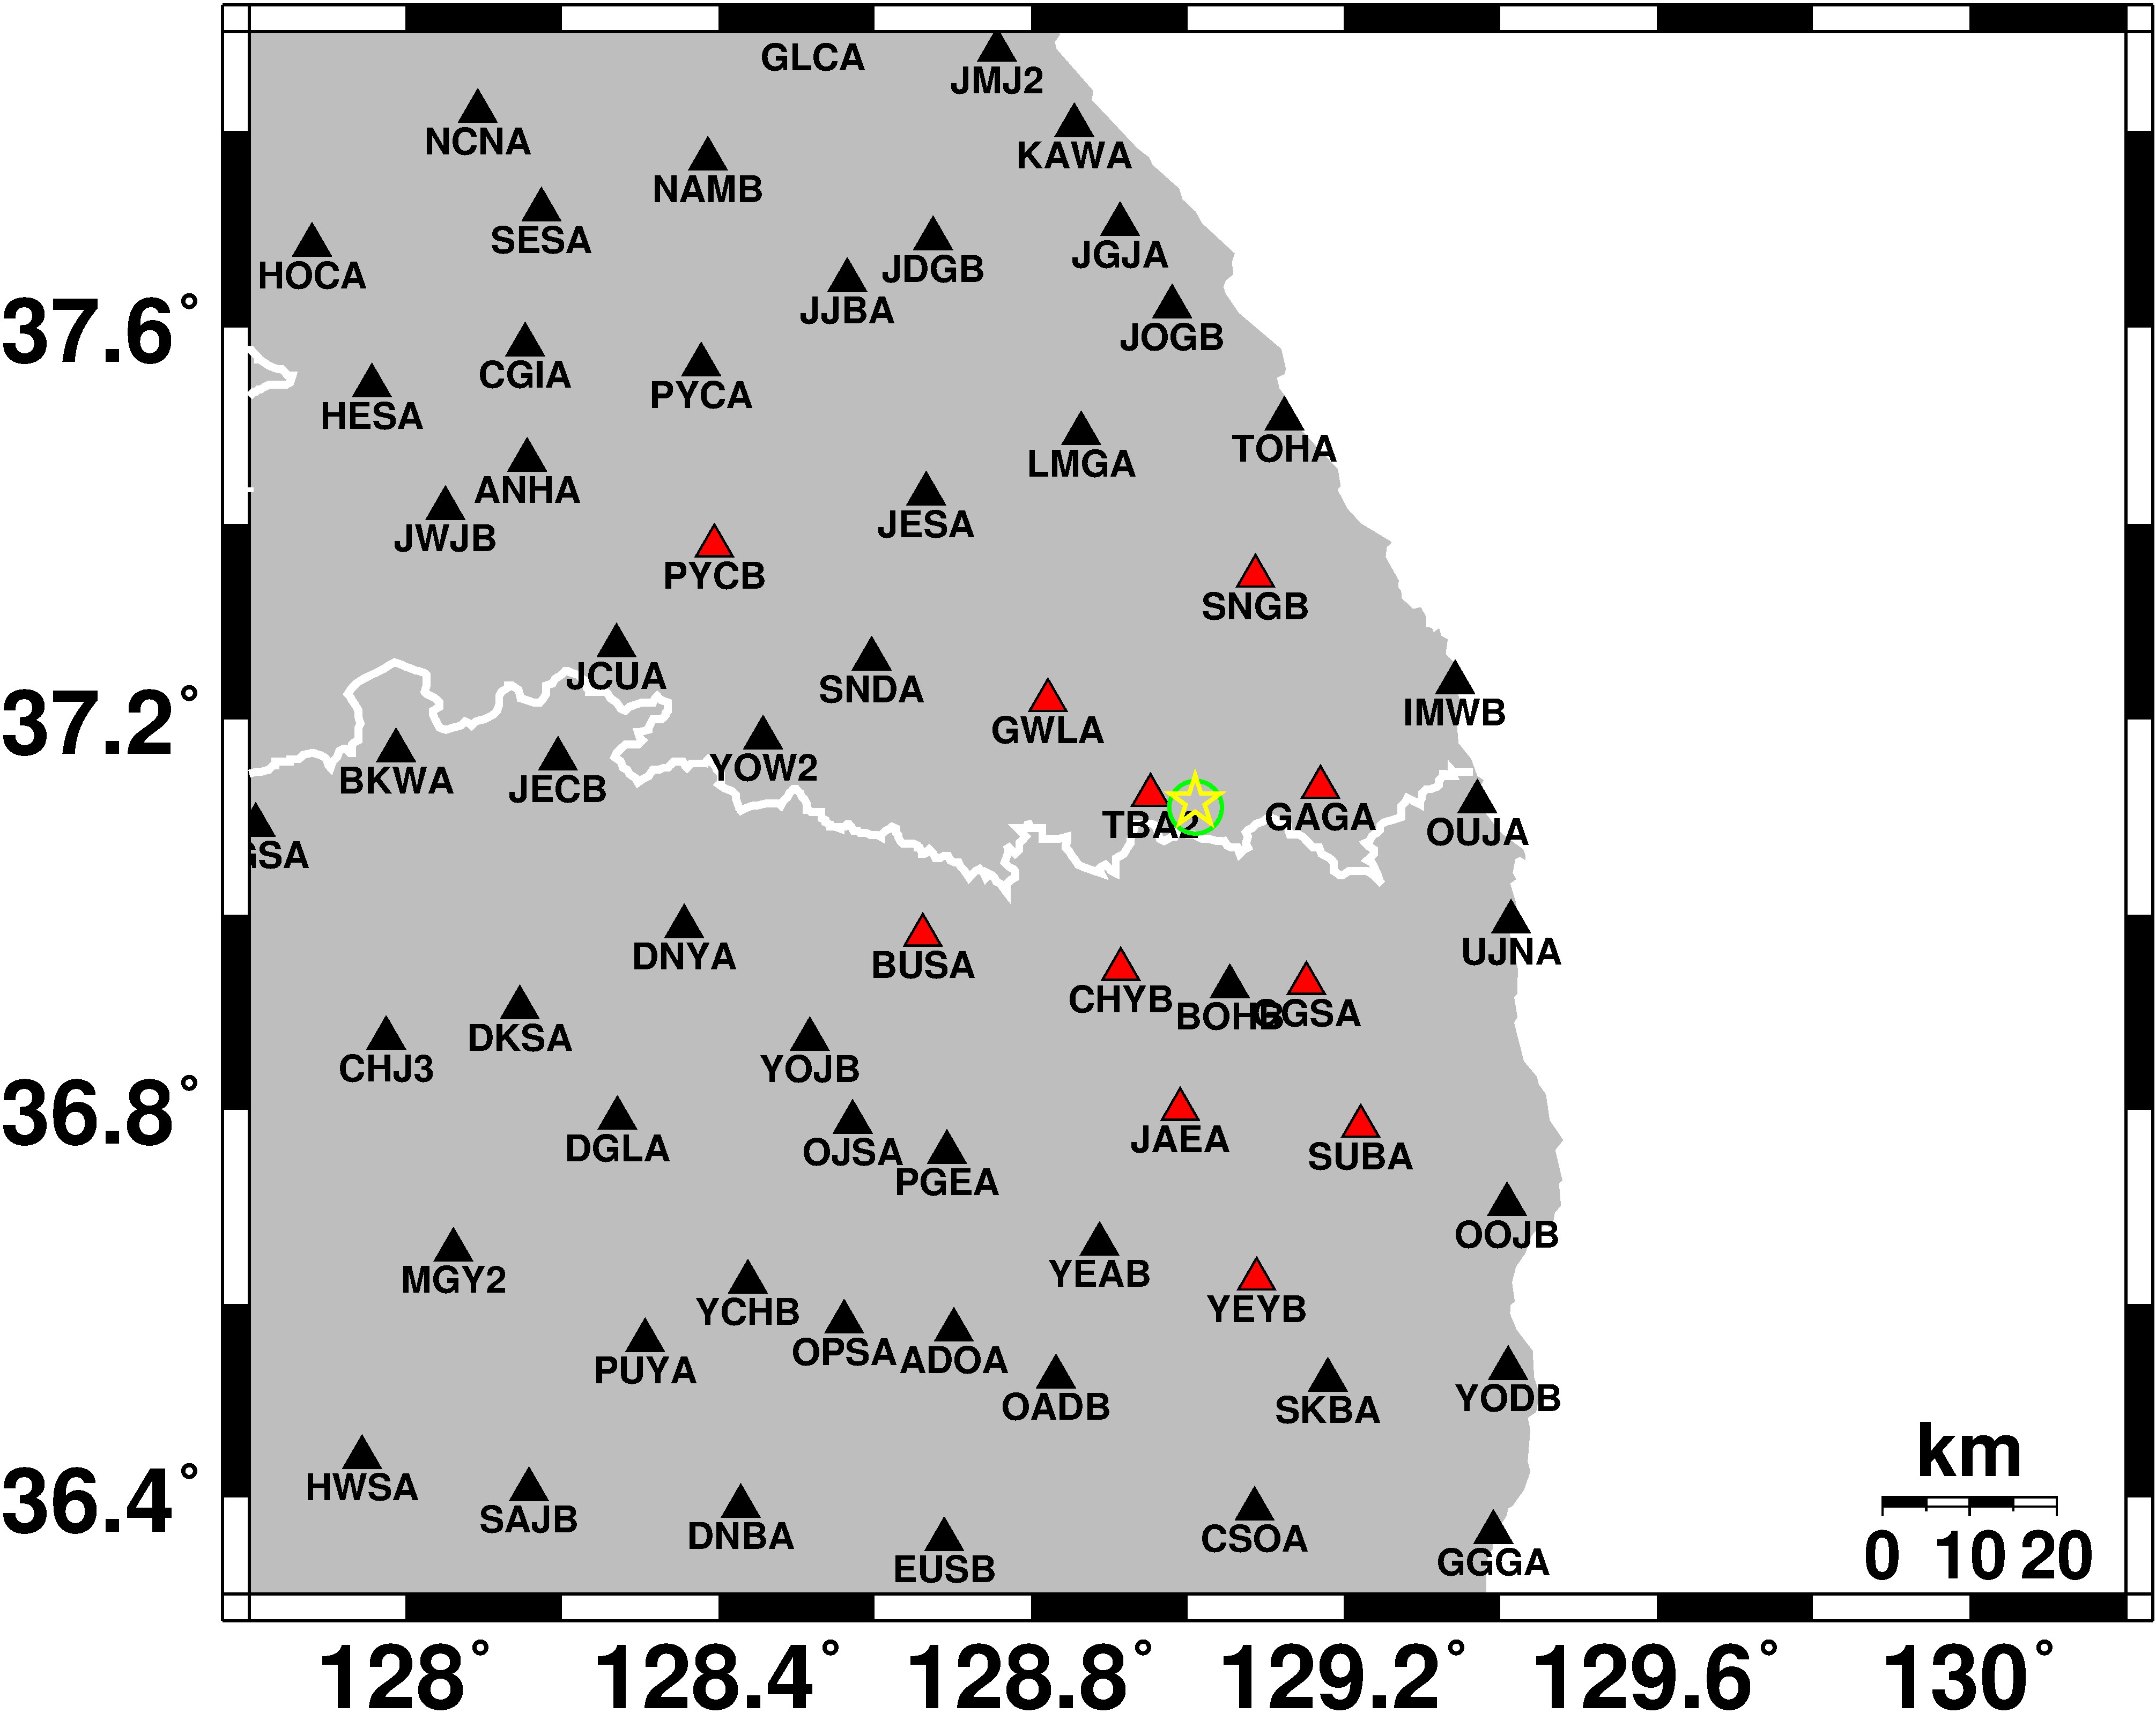 GLCA
JMJ2
NCNA
KAWA
NAMB
SESA
JGJA
HOCA
JDGB
JJBA
37.6°
JOGB
CGIA
PYCA
HESA
TOHA
LMGA
ANHA
JESA
JWJB
PYCB
SNGB
JCUA
SNDA
37.2°
IMWB
GWLA
YOW2
BKWA
JECB
GAGA
TBA2
OUJA
GSA
UJNA
DNYA
BUSA
CHYB
BOHB
GSA
DKSA
CHJ3
YOJB
36.8°
JAEA
DGLA
OJSA
SUBA
PGEA
OOJB
YEAB
MGY2
YEYB
YCHB
OPSA
ADOA
PUYA
YODB
OADB
SKBA
km
HWSA
36.4°
SAJB
DNBA
CSOA
GGGA
0 10 20
EUSB
128° 128.4° 128.8° 129.2° 129.6° 130°